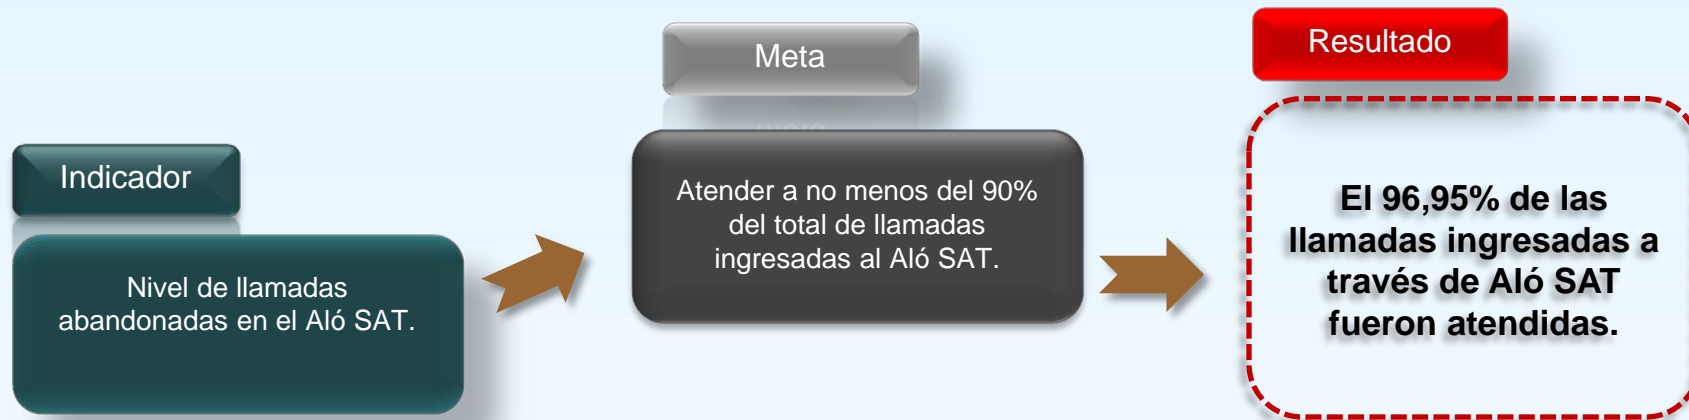 Indicador
Nivel de llamadas
abandonadas en el Aló SAT.
Meta
Atender a no menos del 90%
del total de llamadas
ingresadas al Aló SAT.
Resultado
El 96,95% de las
llamadas ingresadas a
través de Aló SAT
fueron atendidas.